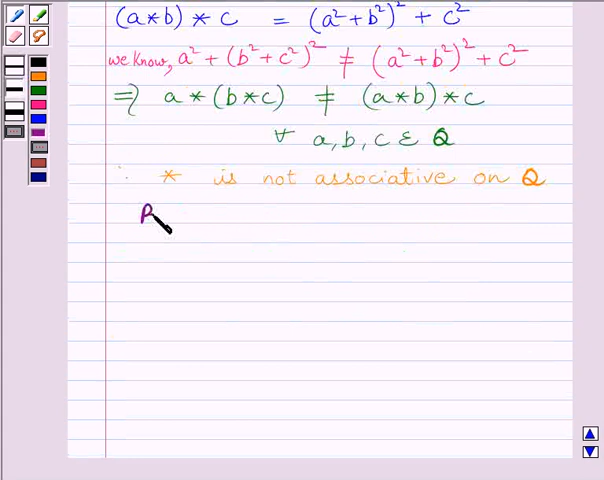 (a*b) * c = (a²+b²)² + c²
we know, a² + (b²+c²)² ≠ (a²+b²)² + c²
⇒ a * (b*c) ≠ (a*b) * c
∀ a, b, c ε Q
∴ * is not associative on Q